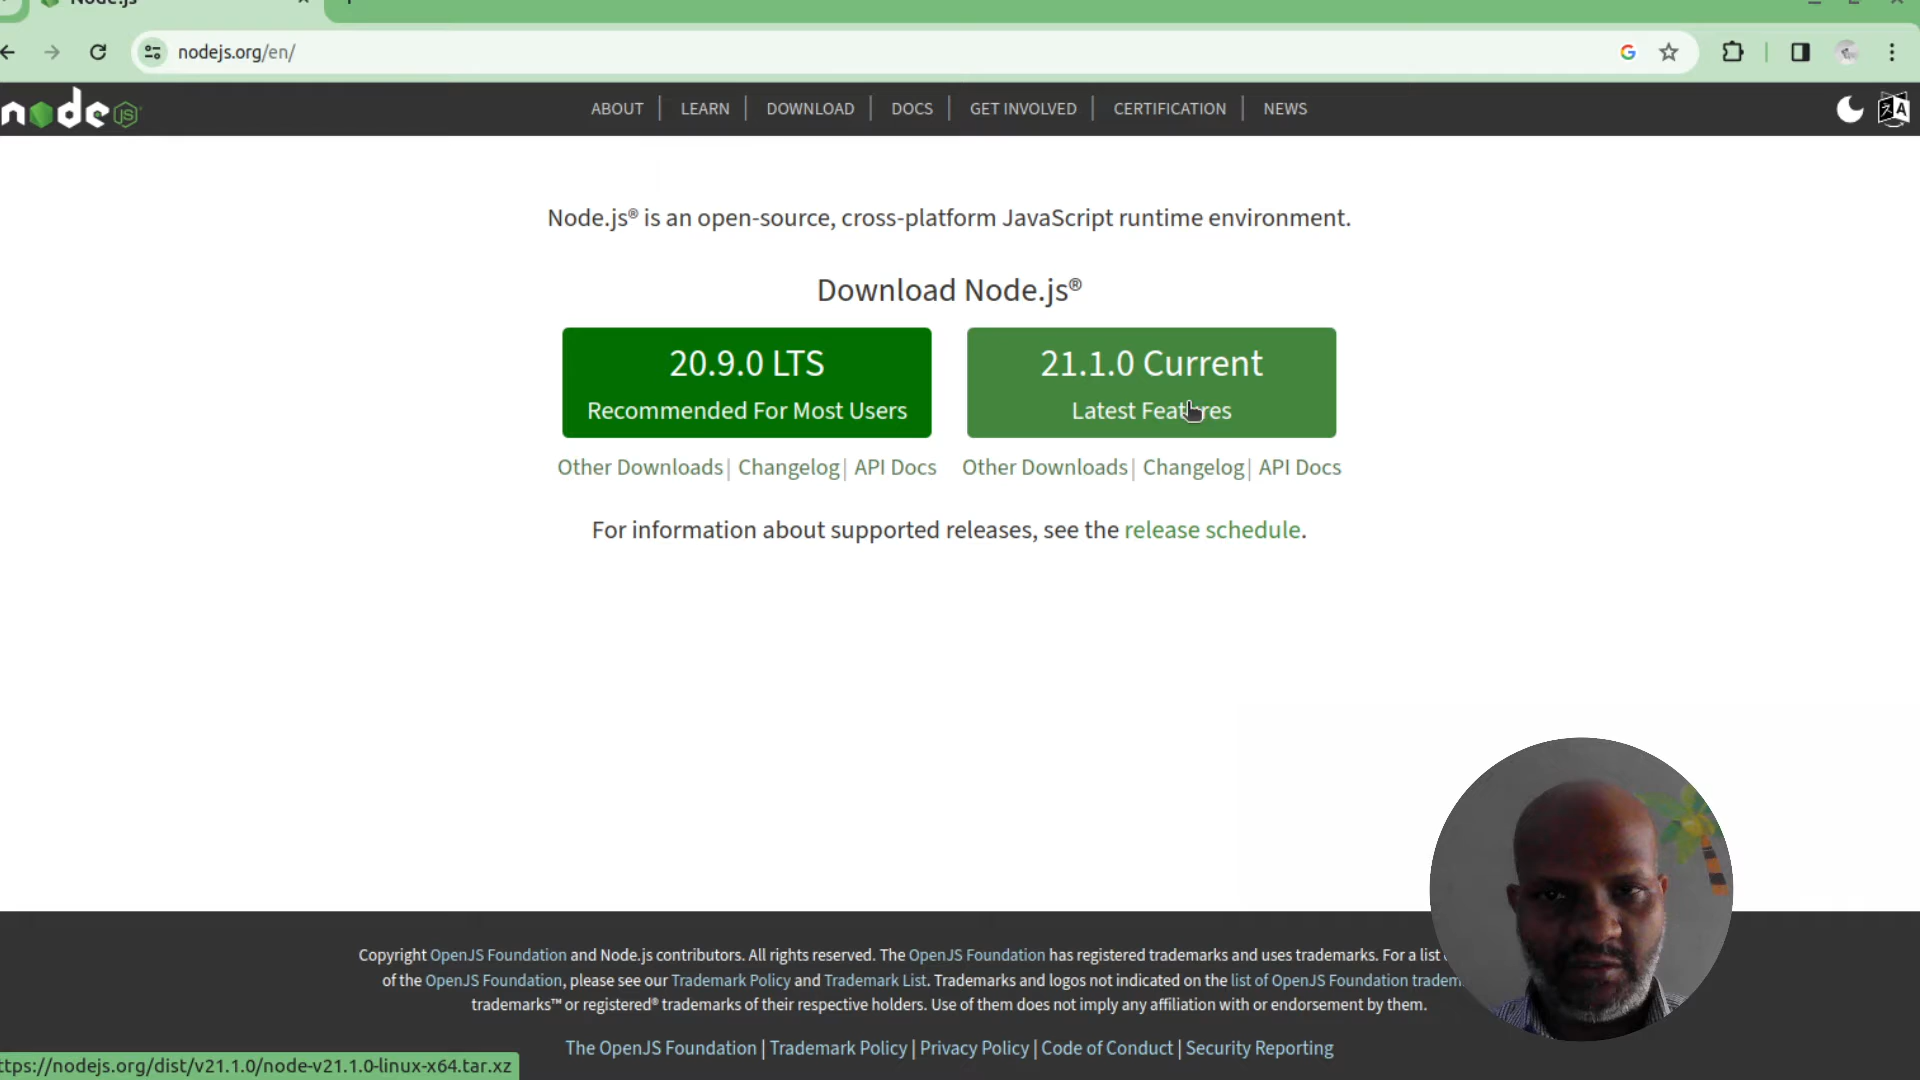 Node.js
nodejs.org/en/
node JS
ABOUT | LEARN | DOWNLOAD | DOCS | GET INVOLVED | CERTIFICATION | NEWS
Node.js® is an open-source, cross-platform JavaScript runtime environment.
Download Node.js®
20.9.0 LTS
Recommended For Most Users
21.1.0 Current
Latest Features
Other Downloads | Changelog | API Docs
Other Downloads | Changelog | API Docs
For information about supported releases, see the release schedule.
Copyright OpenJS Foundation and Node.js contributors. All rights reserved. The OpenJS Foundation has registered trademarks and uses trademarks. For a list
of the OpenJS Foundation, please see our Trademark Policy and Trademark List. Trademarks and logos not indicated on the list of OpenJS Foundation
trademarks™ or registered® trademarks of their respective holders. Use of them does not imply any affiliation with or endorsement by them.
The OpenJS Foundation | Trademark Policy | Privacy Policy | Code of Conduct | Security Reporting
ttps://nodejs.org/dist/v21.1.0/node-v21.1.0-linux-x64.tar.xz